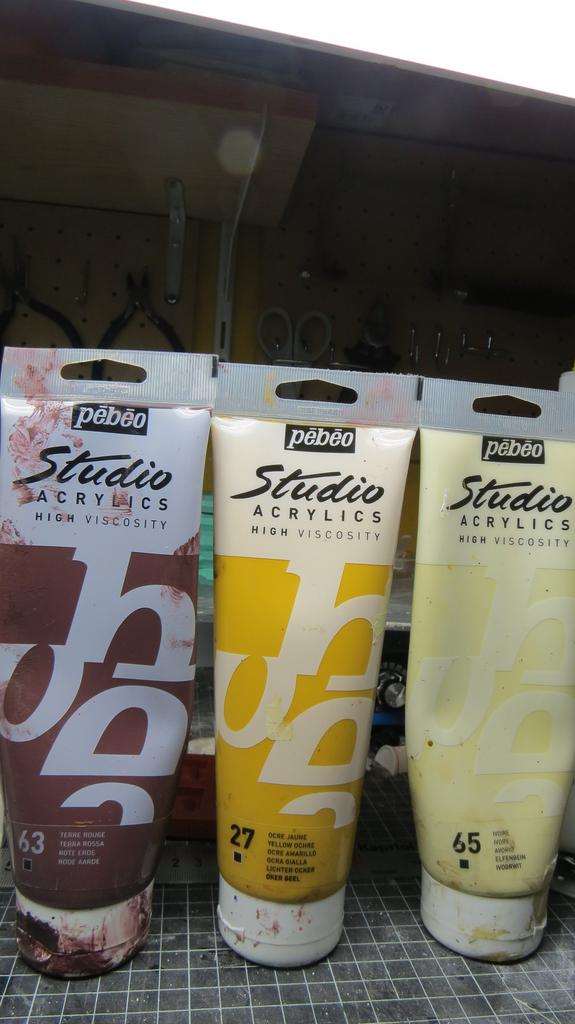 pēbēo
Studio
ACRYLICS
HIGH VISCOSITY
63
TERRE ROUGE
TERRA ROSSA
ROTE ERDE
RODE AARDE
pēbēo
Studio
ACRYLICS
HIGH VISCOSITY
27
OCRE JAUNE
YELLOW OCHRE
OCRE AMARILLO
OCRA GIALLA
LICHTER OCKER
OKER GEEL
pēbēo
Studio
ACRYLICS
HIGH VISCOSITY
65
IVOIRE
IVORY
AVORIO
ELFENBEIN
IVOORWIT